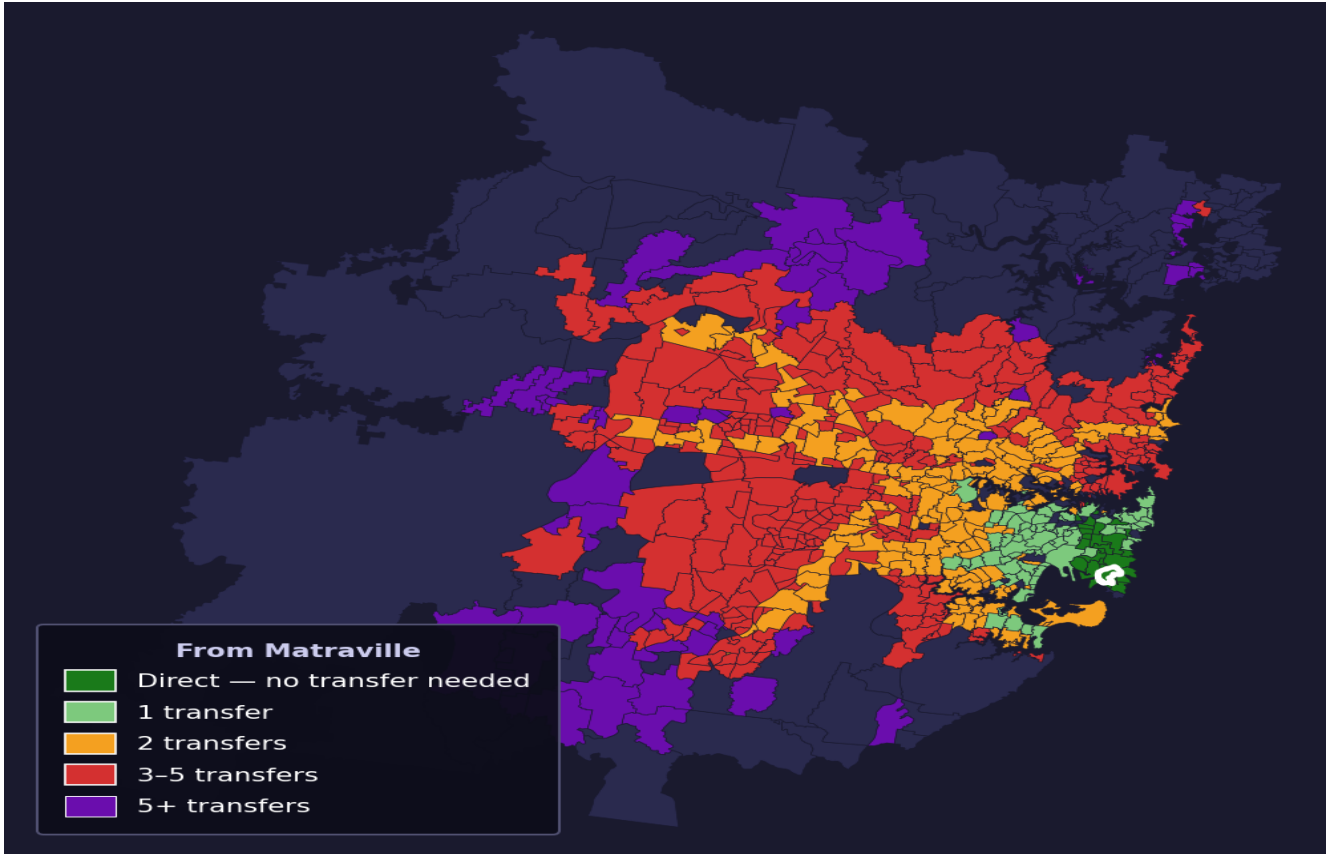 From Matraville
Direct — no transfer needed
1 transfer
2 transfers
3–5 transfers
5+ transfers